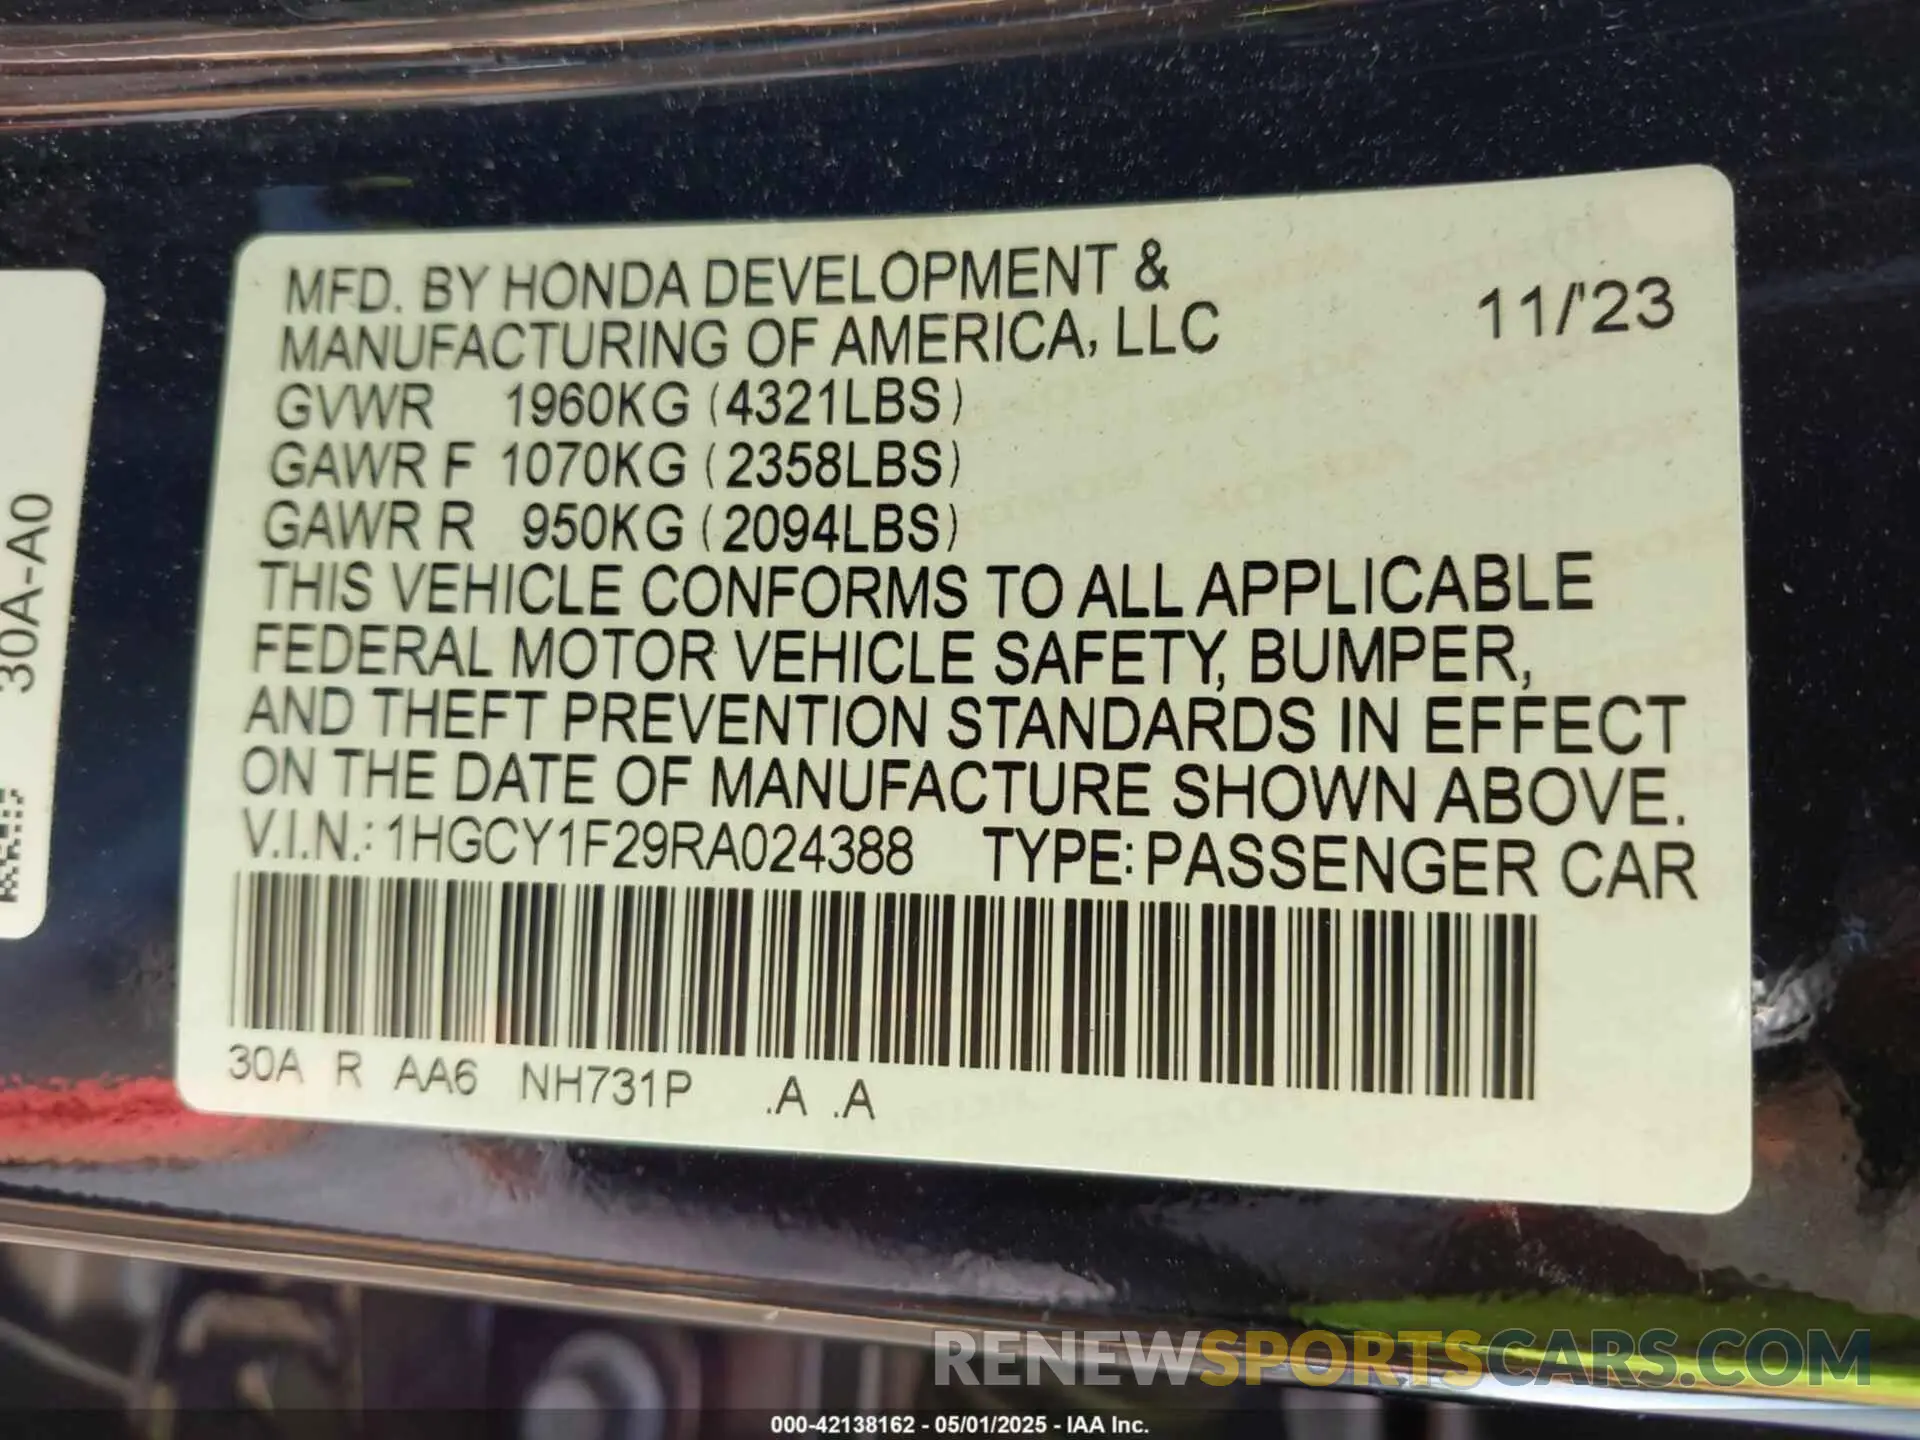 MFD. BY HONDA DEVELOPMENT &
MANUFACTURING OF AMERICA, LLC
11/'23
GVWR 1960KG (4321LBS)
GAWR F 1070KG (2358LBS)
GAWR R 950KG (2094LBS)
THIS VEHICLE CONFORMS TO ALL APPLICABLE
FEDERAL MOTOR VEHICLE SAFETY, BUMPER,
AND THEFT PREVENTION STANDARDS IN EFFECT
ON THE DATE OF MANUFACTURE SHOWN ABOVE.
V.I.N.: 1HGCY1F29RA024388 TYPE: PASSENGER CAR
30A R AA6 NH731P .A .A
30A-A0
RENEWSPORTSCARS.COM
000-42138162 - 05/01/2025 - IAA Inc.